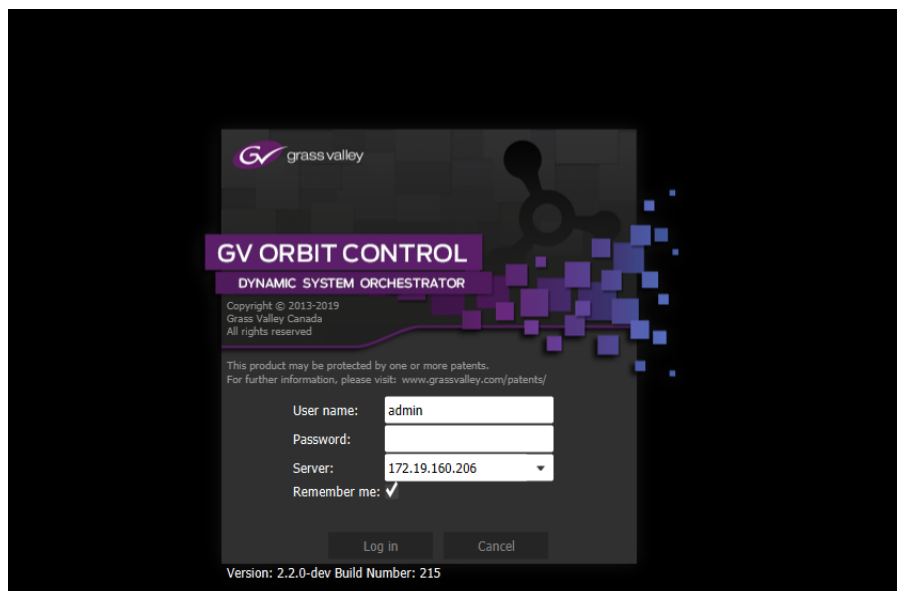 GV grass valley
GV ORBIT CONTROL
DYNAMIC SYSTEM ORCHESTRATOR
Copyright © 2013-2019
Grass Valley Canada
All rights reserved
This product may be protected by one or more patents.
For further information, please visit: www.grassvalley.com/patents/
User name: admin
Password:
Server: 172.19.160.206
Remember me:
Log in Cancel
Version: 2.2.0-dev Build Number: 215